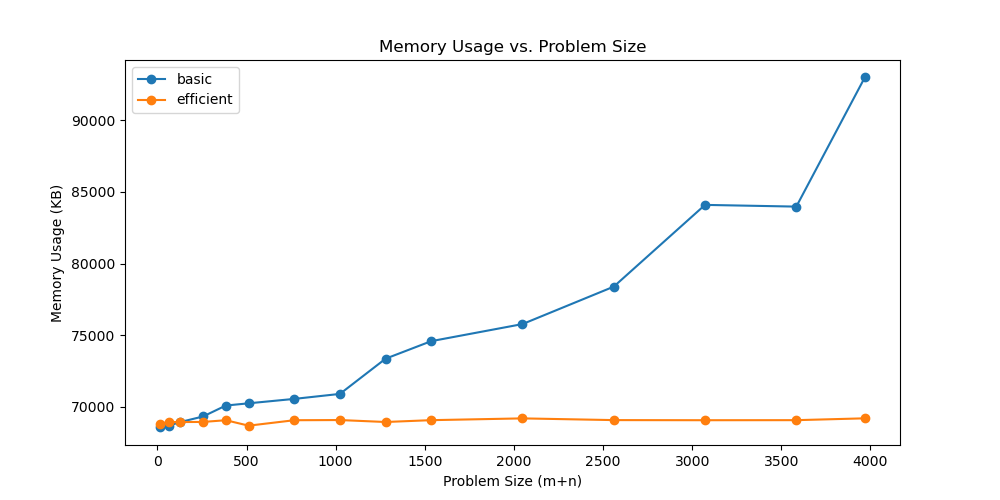 Memory Usage vs. Problem Size
basic
efficient
Memory Usage (KB)
90000
85000
80000
75000
70000
0 500 1000 1500 2000 2500 3000 3500 4000
Problem Size (m+n)